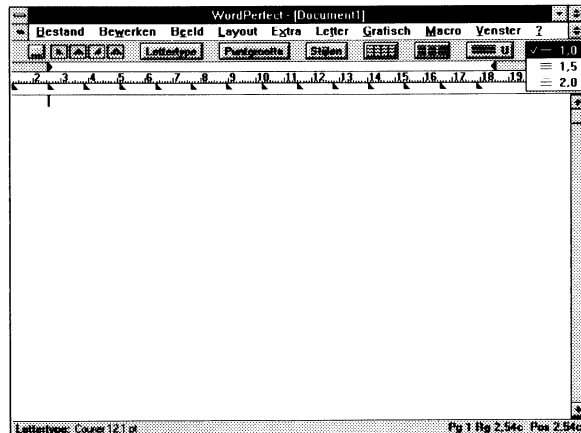 WordPerfect - [Document1]
Bestand Bewerken Beeld Layout Extra Letter Grafisch Macro Venster ?
Lettertype Puntgrootte Stijlen U 1,0
1,5
2,0
2 3 4 5 6 7 8 9 10 11 12 13 14 15 16 17 18 19
Lettertype: Courier 12.1 pt Pg 1 Rg 2.54c Pos 2.54c